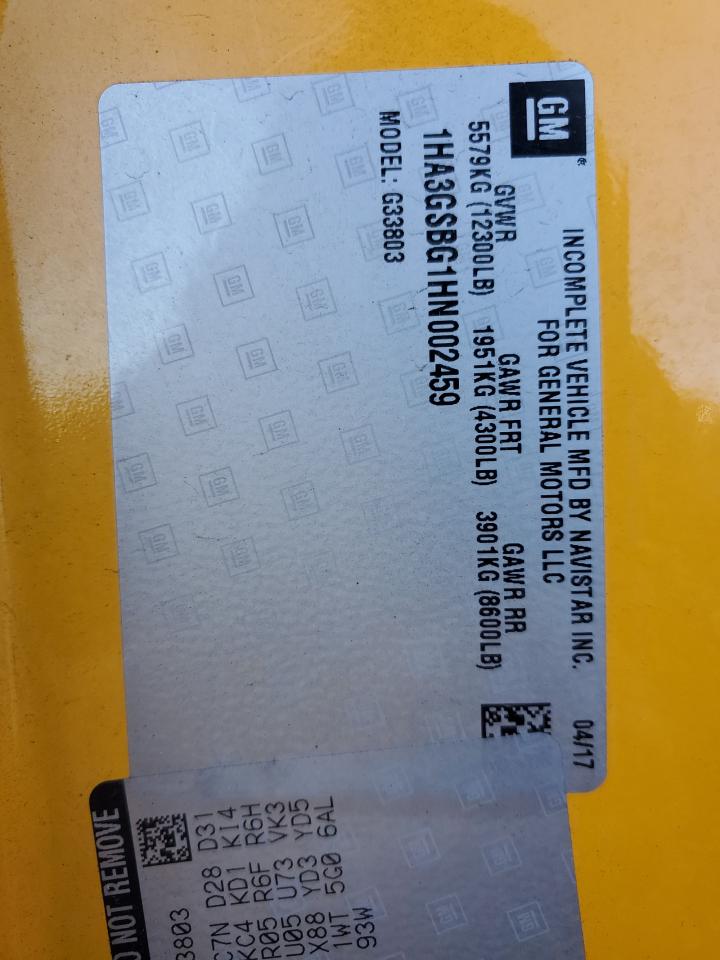 GM
INCOMPLETE VEHICLE MFD BY NAVISTAR INC. 04/17
FOR GENERAL MOTORS LLC
GVWR GAWR FRT GAWR RR
5579KG (12300LB) 1951KG (4300LB) 3901KG (8600LB)
1HA3GSBG1HN002459
MODEL: G33803
O NOT REMOVE
3803
C7N D28 D31
KC4 KD1 KI4
R05 R6F R6H
U05 U73 VK3
X88 YD3 YD5
1WT 5G0 6AL
93W